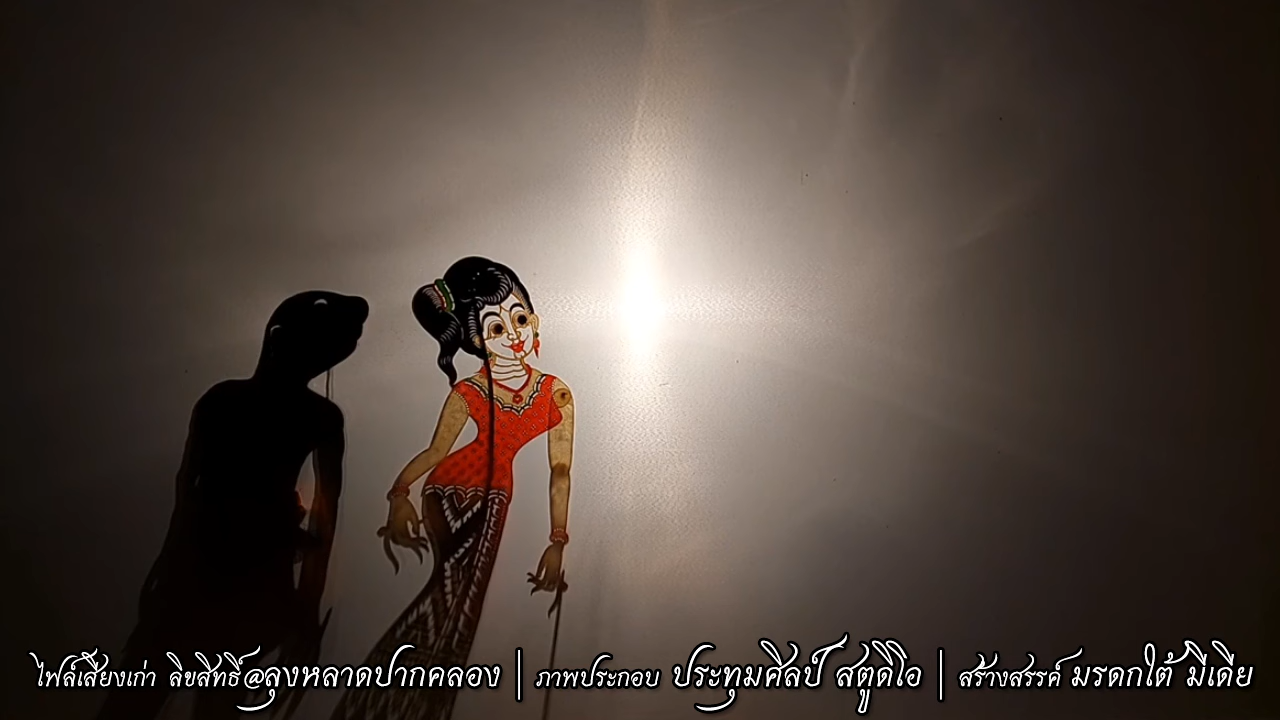 ไฟล์เสียงเก่า ลิขสิทธิ์@ลุงหลาดปากคลอง | ภาพประกอบ ประทุมศิลป์ สตูดิโอ | สร้างสรรค์ มรดกใต้ มีเดีย